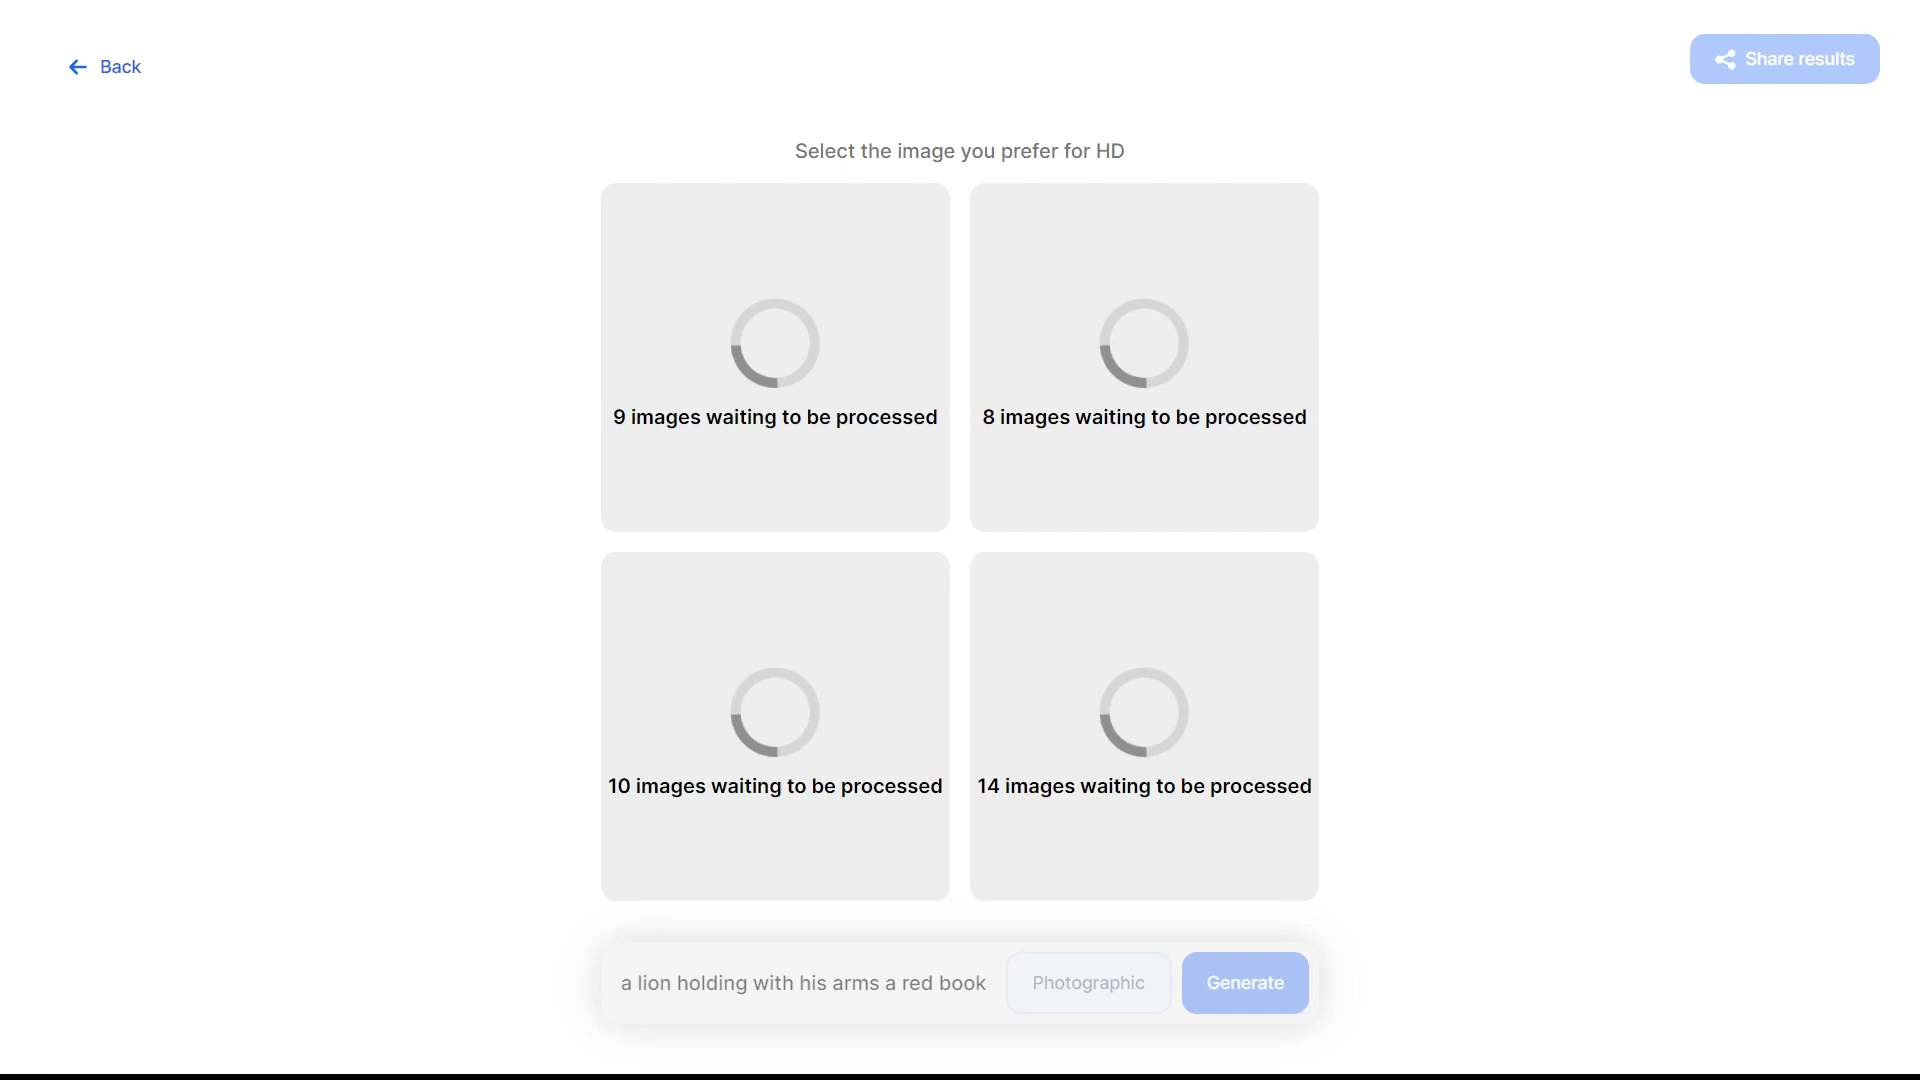 Back
Share results
Select the image you prefer for HD
9 images waiting to be processed
8 images waiting to be processed
10 images waiting to be processed
14 images waiting to be processed
a lion holding with his arms a red book
Photographic
Generate